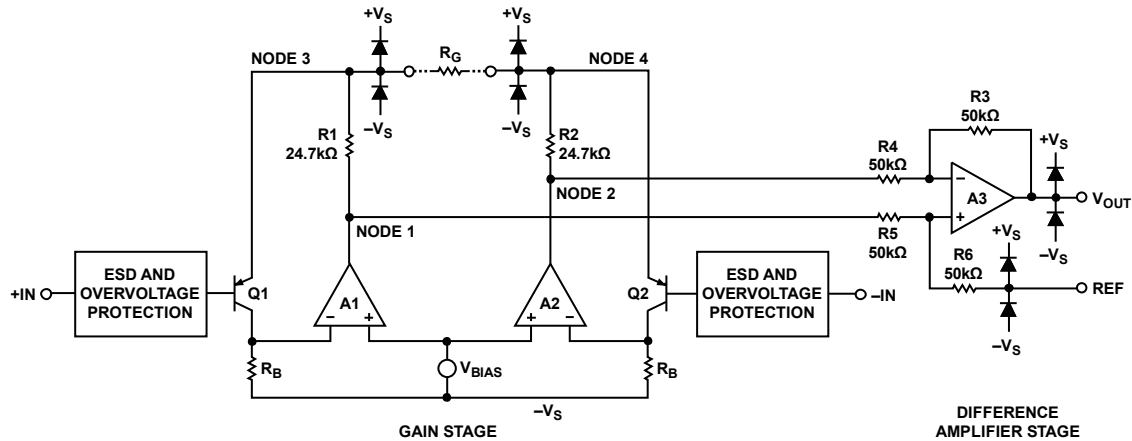 +VS
+VS
NODE 3
RG
NODE 4
–VS
–VS
R1
24.7kΩ
R2
24.7kΩ
R3
50kΩ
R4
50kΩ
+VS
NODE 2
–
A3
+
VOUT
NODE 1
R5
50kΩ
+VS
–VS
R6
50kΩ
REF
–VS
+IN
ESD AND
OVERVOLTAGE
PROTECTION
Q1
A1
–
+
A2
+
–
Q2
ESD AND
OVERVOLTAGE
PROTECTION
–IN
RB
VBIAS
RB
–VS
GAIN STAGE
DIFFERENCE
AMPLIFIER STAGE